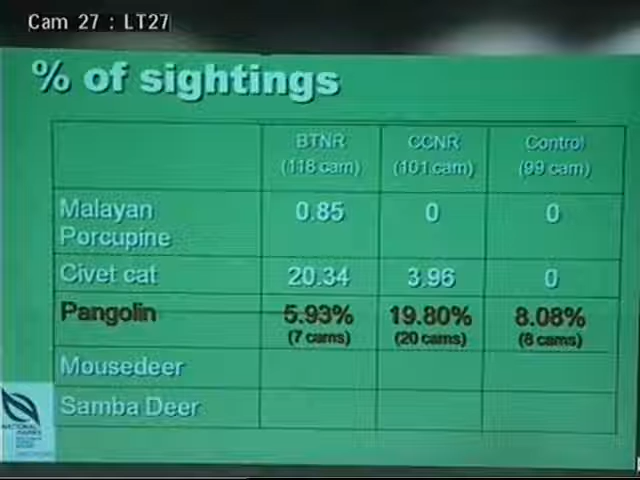 Cam 27 : LT27
% of sightings
BTNR CCNR Control
(118 cam) (101 cam) (99 cam)
Malayan Porcupine 0.85 0 0
Civet cat 20.34 3.96 0
Pangolin 5.93% 19.80% 8.08%
(7 cams) (20 cams) (8 cams)
Mousedeer
Samba Deer
NATIONAL
PARKS